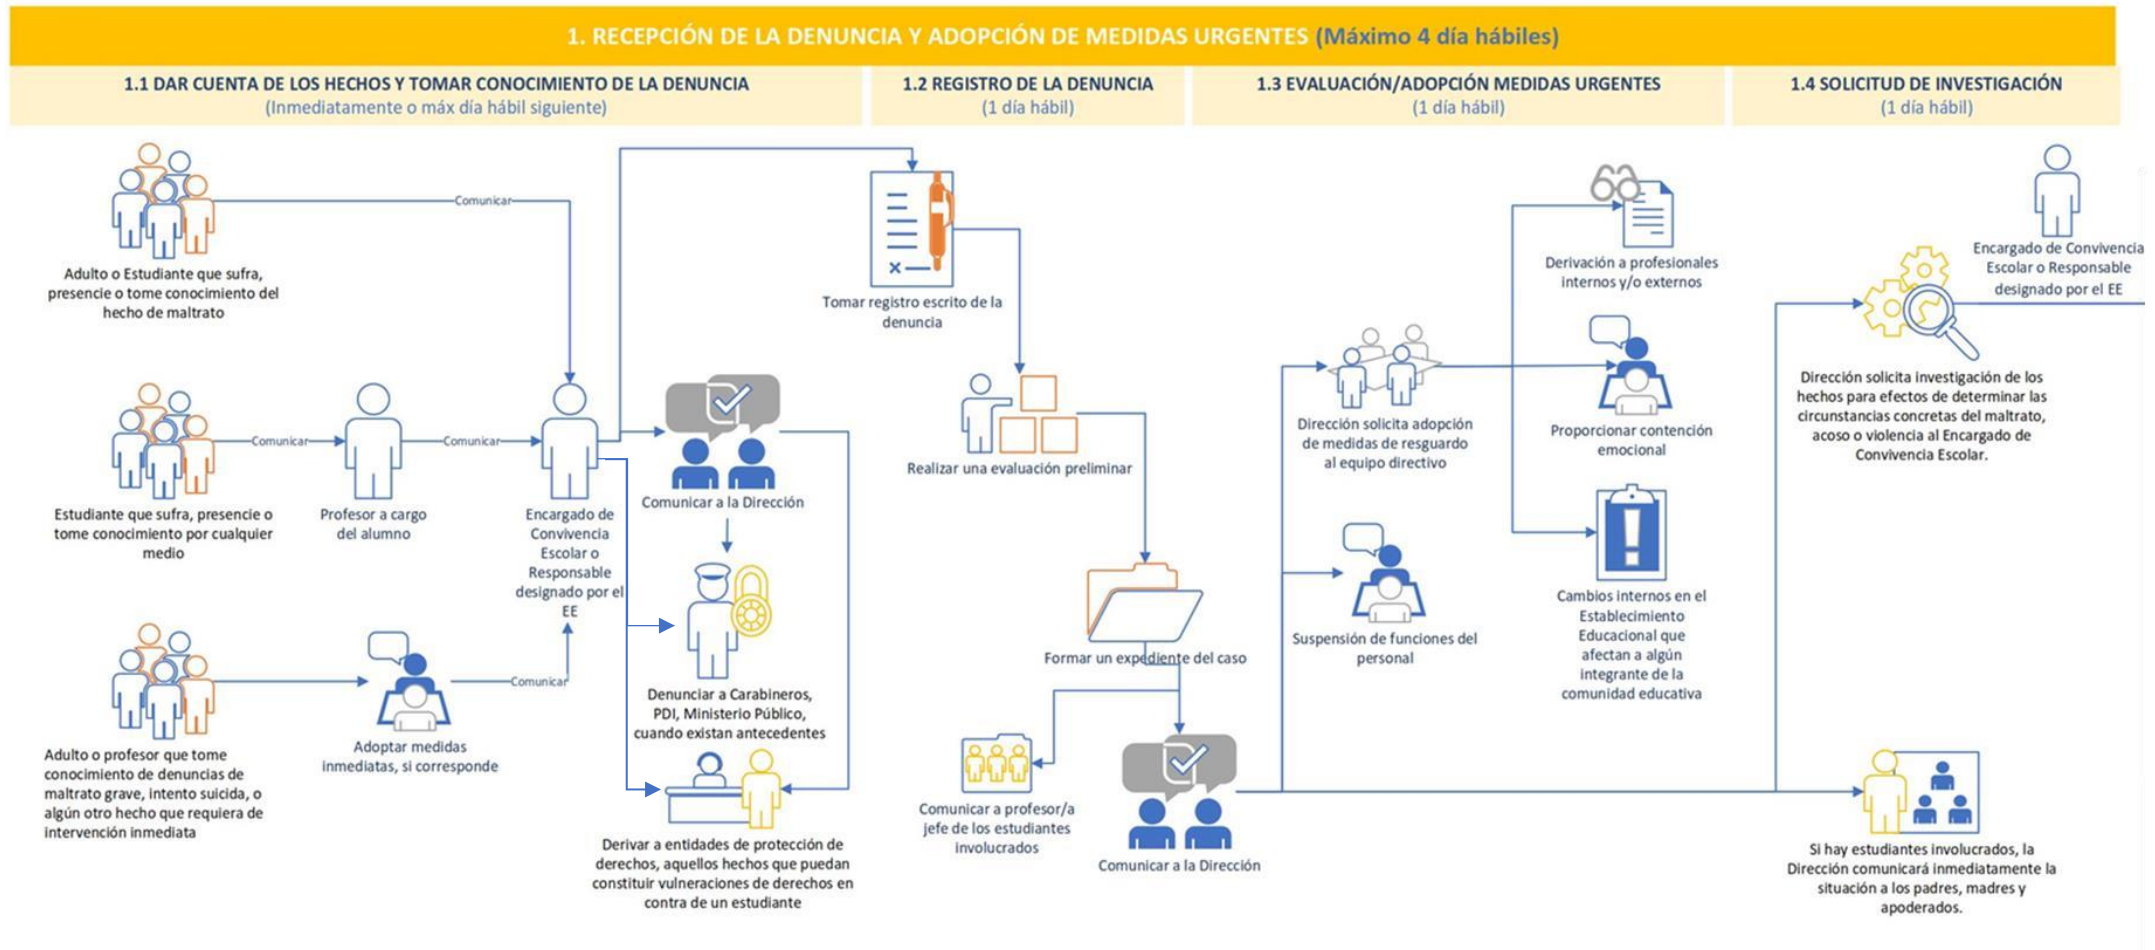 1. RECEPCIÓN DE LA DENUNCIA Y ADOPCIÓN DE MEDIDAS URGENTES (Máximo 4 día hábiles)
1.1 DAR CUENTA DE LOS HECHOS Y TOMAR CONOCIMIENTO DE LA DENUNCIA
(Inmediatamente o máx día hábil siguiente)
1.2 REGISTRO DE LA DENUNCIA
(1 día hábil)
1.3 EVALUACIÓN/ADOPCIÓN MEDIDAS URGENTES
(1 día hábil)
1.4 SOLICITUD DE INVESTIGACIÓN
(1 día hábil)
Comunicar
Adulto o Estudiante que sufra,
presencie o tome conocimiento del
hecho de maltrato
Comunicar
Comunicar
Estudiante que sufra, presencie o
tome conocimiento por cualquier
medio
Profesor a cargo
del alumno
Encargado de
Convivencia
Escolar o
Responsable
designado por el
EE
Comunicar
Adulto o profesor que tome
conocimiento de denuncias de
maltrato grave, intento suicida, o
algún otro hecho que requiera de
intervención inmediata
Adoptar medidas
inmediatas, si corresponde
Comunicar a la Dirección
Denunciar a Carabineros,
PDI, Ministerio Público,
cuando existan antecedentes
Derivar a entidades de protección de
derechos, aquellos hechos que puedan
constituir vulneraciones de derechos en
contra de un estudiante
Tomar registro escrito de la
denuncia
Realizar una evaluación preliminar
Formar un expediente del caso
Comunicar a profesor/a
jefe de los estudiantes
involucrados
Comunicar a la Dirección
Dirección solicita adopción
de medidas de resguardo
al equipo directivo
Suspensión de funciones del
personal
Derivación a profesionales
internos y/o externos
Proporcionar contención
emocional
Cambios internos en el
Establecimiento
Educacional que
afectan a algún
integrante de la
comunidad educativa
Encargado de Convivencia
Escolar o Responsable
designado por el EE
Dirección solicita investigación de los
hechos para efectos de determinar las
circunstancias concretas del maltrato,
acoso o violencia al Encargado de
Convivencia Escolar.
Si hay estudiantes involucrados, la
Dirección comunicará inmediatamente la
situación a los padres, madres y
apoderados.